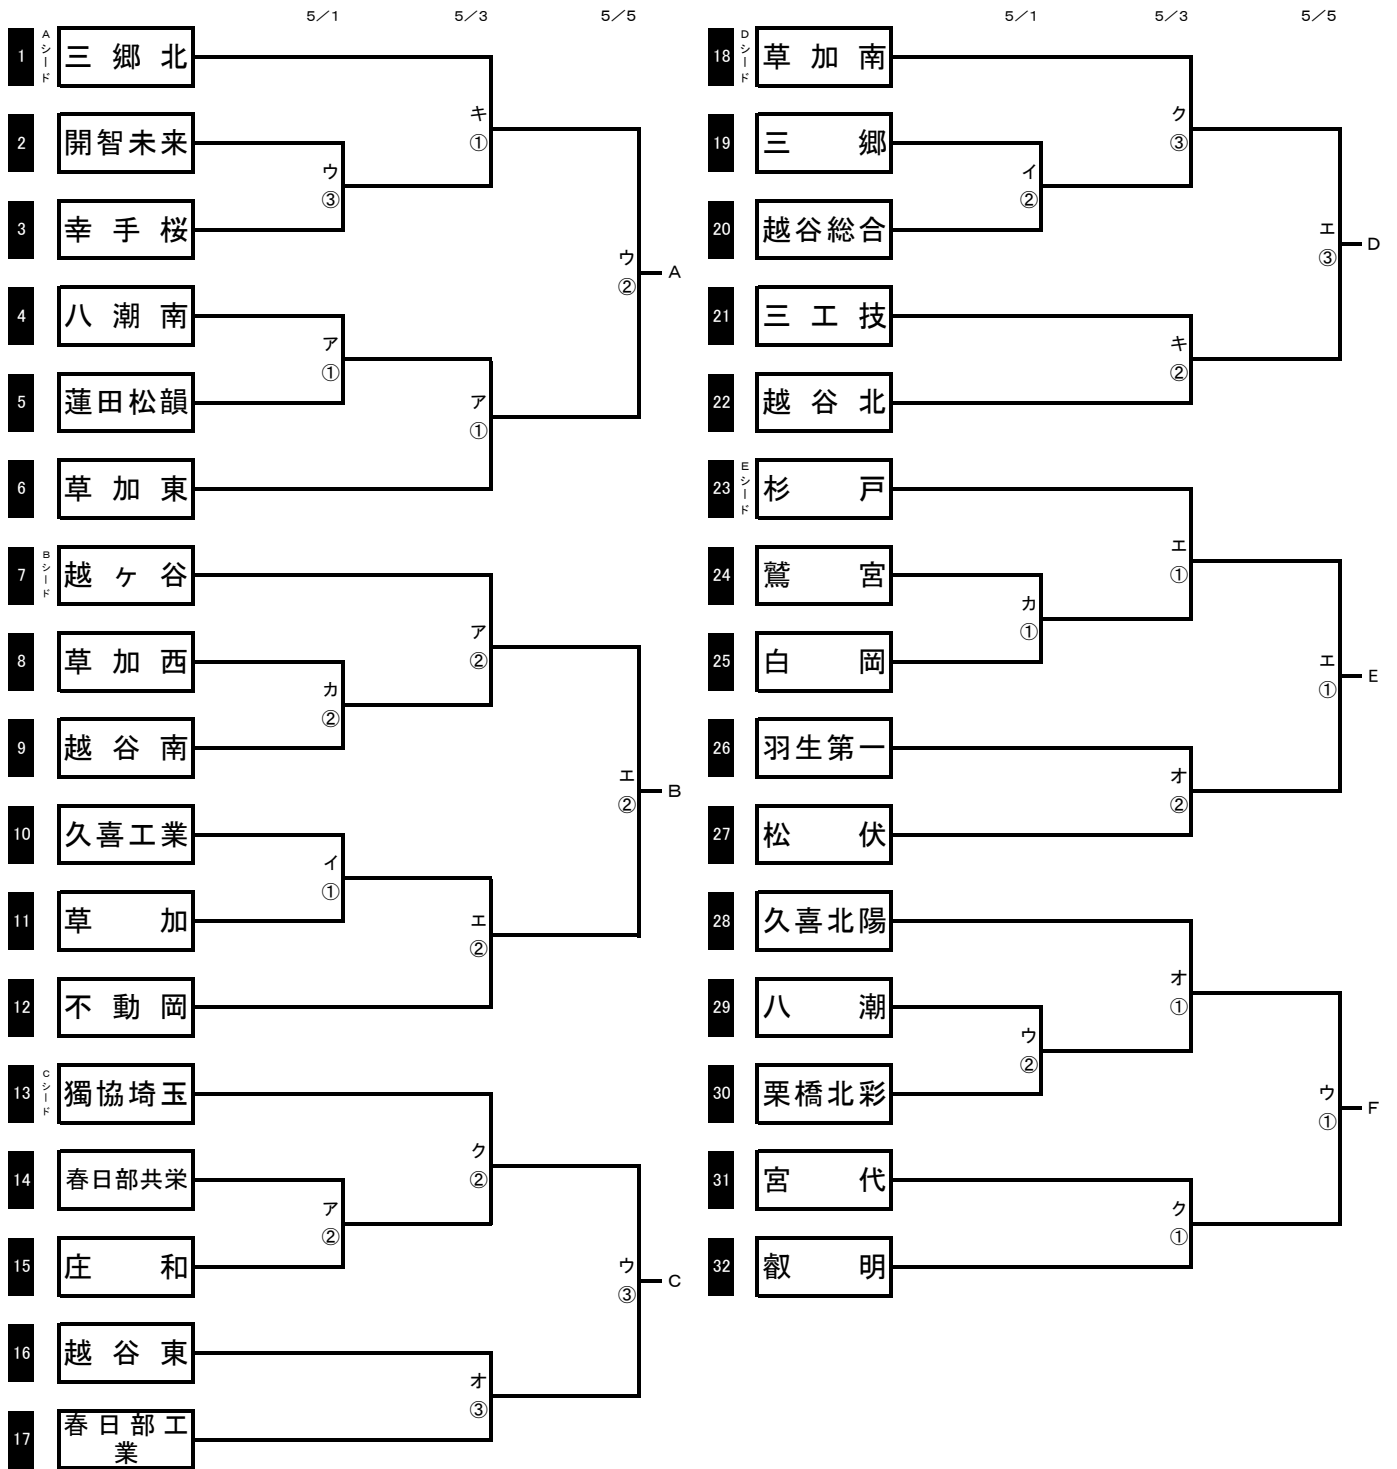 5/1 5/3 5/5
1 Aシード 三郷北
キ
①
2 開智未来
ウ
③
3 幸手桜
ウ
② A
4 八潮南
ア
①
5 蓮田松韻
ア
①
6 草加東
7 Bシード 越ヶ谷
ア
②
8 草加西
カ
②
9 越谷南
エ
② B
10 久喜工業
イ
①
11 草加
エ
②
12 不動岡
13 Cシード 獨協埼玉
ク
②
14 春日部共栄
ア
②
15 庄和
ウ
③ C
16 越谷東
オ
③
17 春日部工
業
5/1 5/3 5/5
18 Dシード 草加南
ク
③
19 三郷
イ
②
20 越谷総合
エ
③ D
21 三工技
キ
②
22 越谷北
23 Eシード 杉戸
エ
①
24 鷲宮
カ
①
25 白岡
エ
① E
26 羽生第一
オ
②
27 松伏
28 久喜北陽
オ
①
29 八潮
ウ
②
30 栗橋北彩
ウ
① F
31 宮代
ク
①
32 叡明